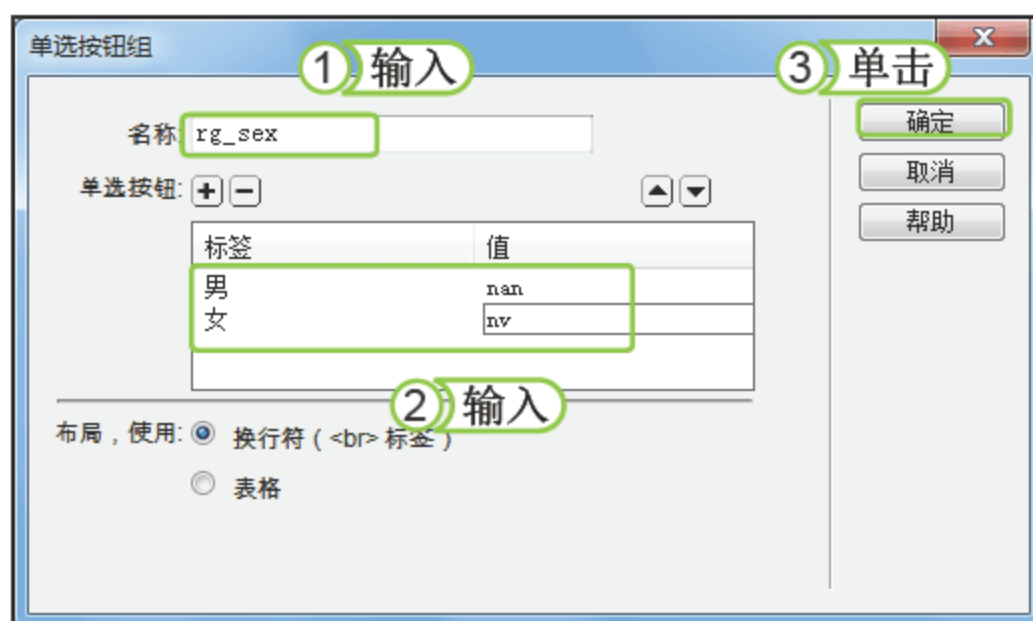 单选按钮组
① 输入
③ 单击
名称: rg_sex
确定
单选按钮:
取消
帮助
标签 值
男 nan
女 nv
② 输入
布局，使用: 换行符（<br> 标签）
表格